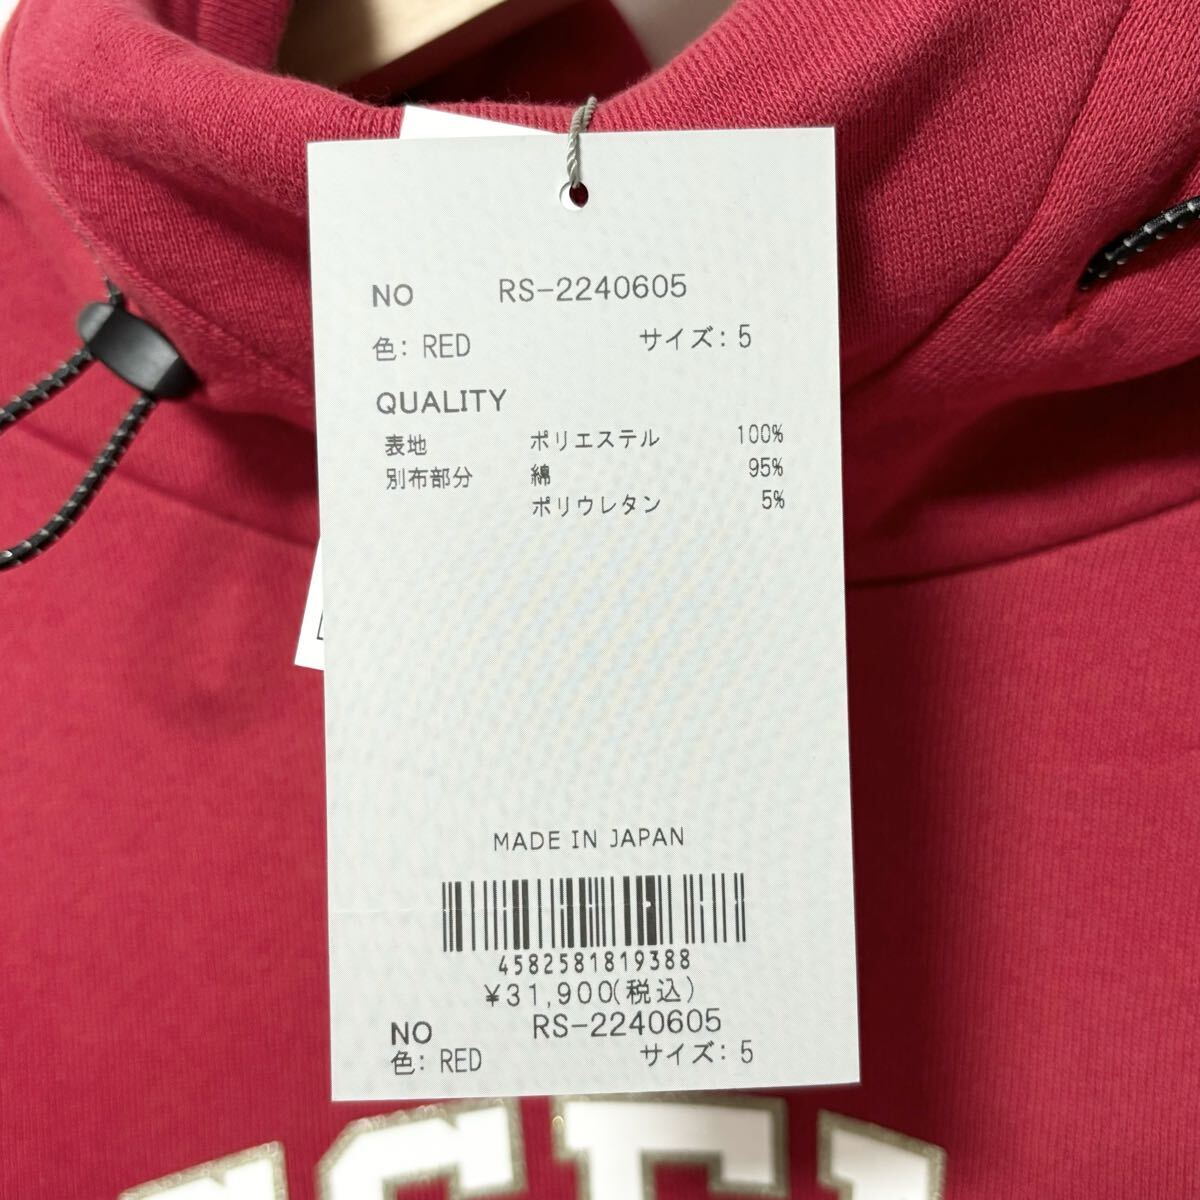 NO RS-2240605
色: RED サイズ: 5
QUALITY
表地 ポリエステル 100%
別布部分 綿 95%
ポリウレタン 5%
MADE IN JAPAN
4582581819388
¥31,900(税込)
NO RS-2240605
色: RED サイズ: 5